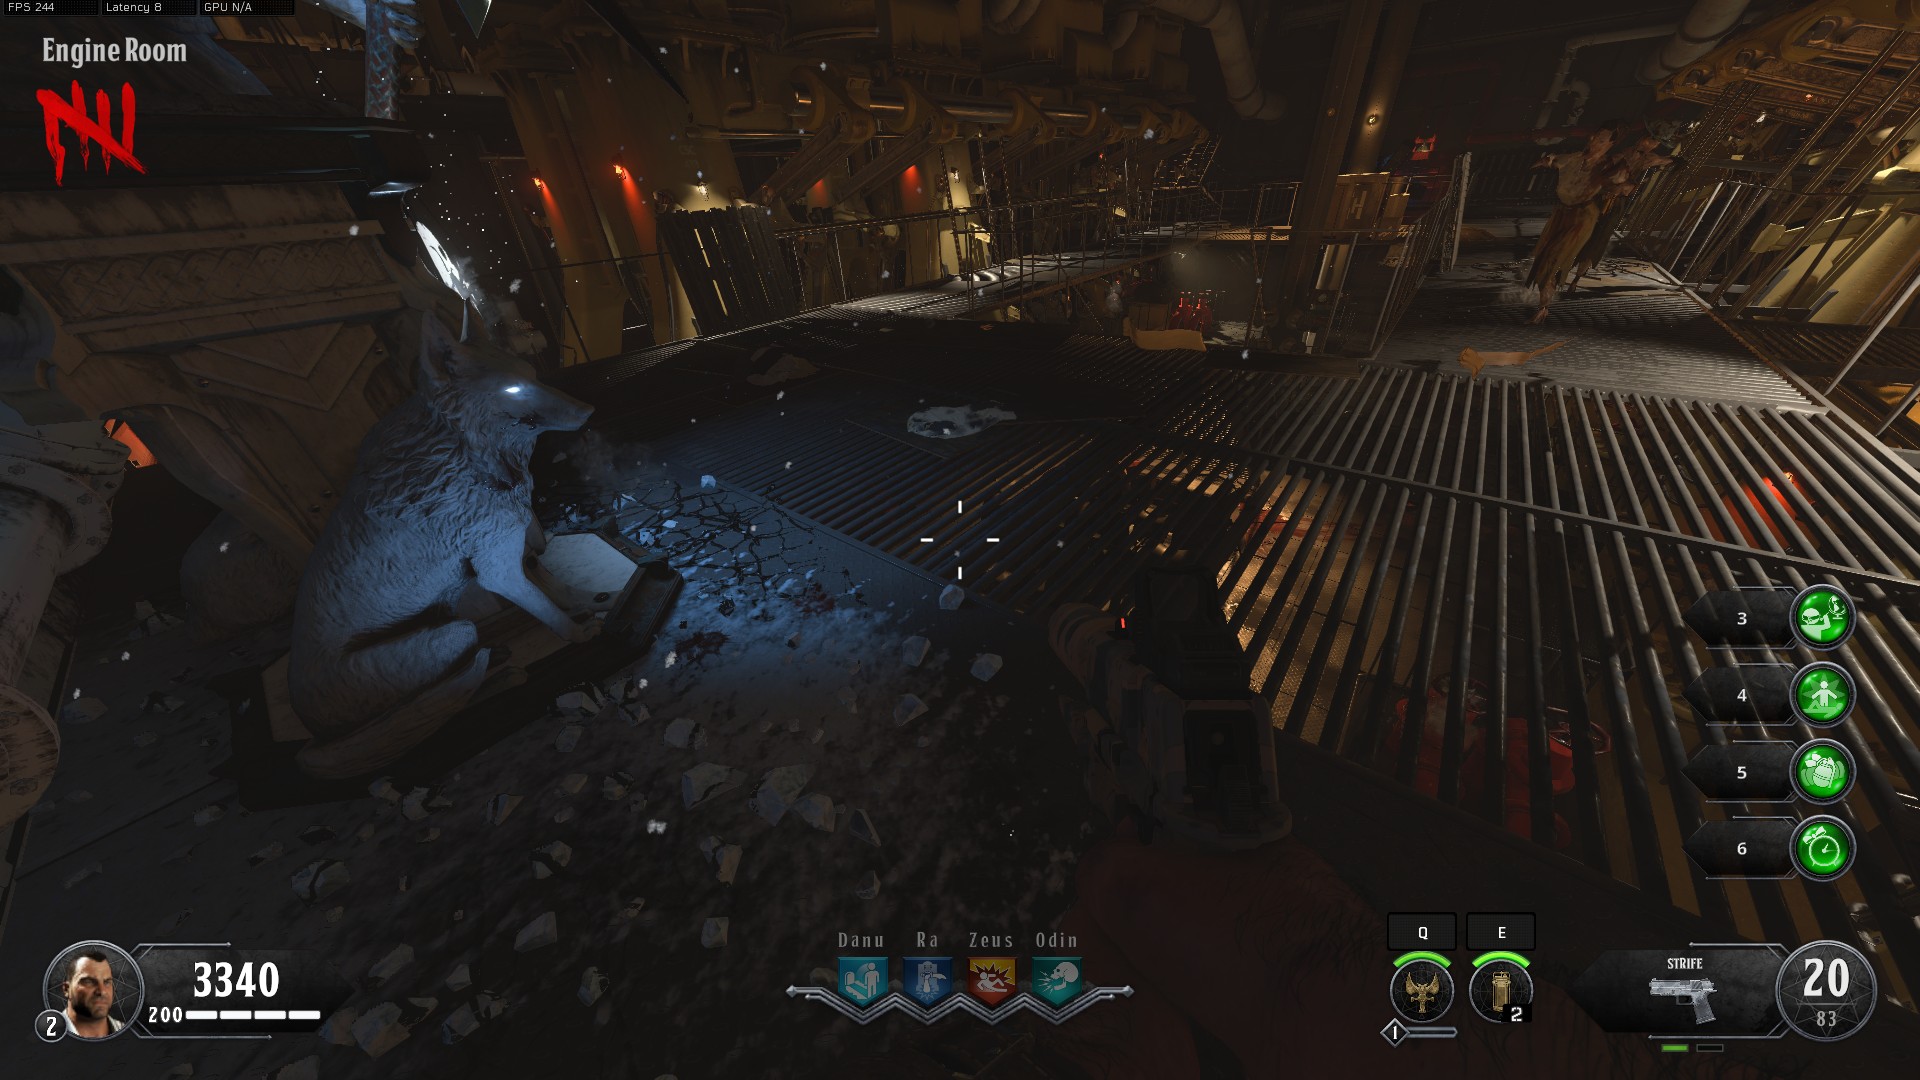 FPS 244
Latency 8
GPU N/A
Engine Room
3
4
5
6
Danu
Ra
Zeus
Odin
Q
E
3340
200
2
1
2
STRIFE
20
83